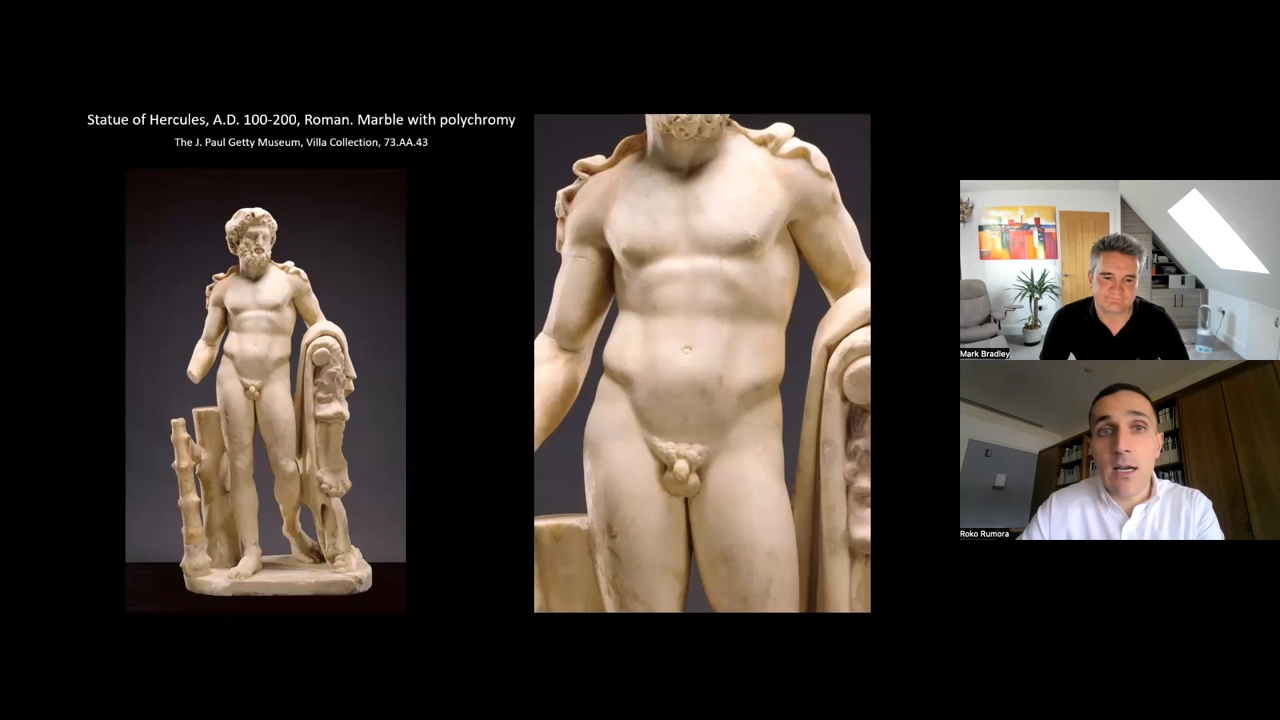 Statue of Hercules, A.D. 100-200, Roman. Marble with polychromy
The J. Paul Getty Museum, Villa Collection, 73.AA.43
Mark Bradley
Roko Rumora